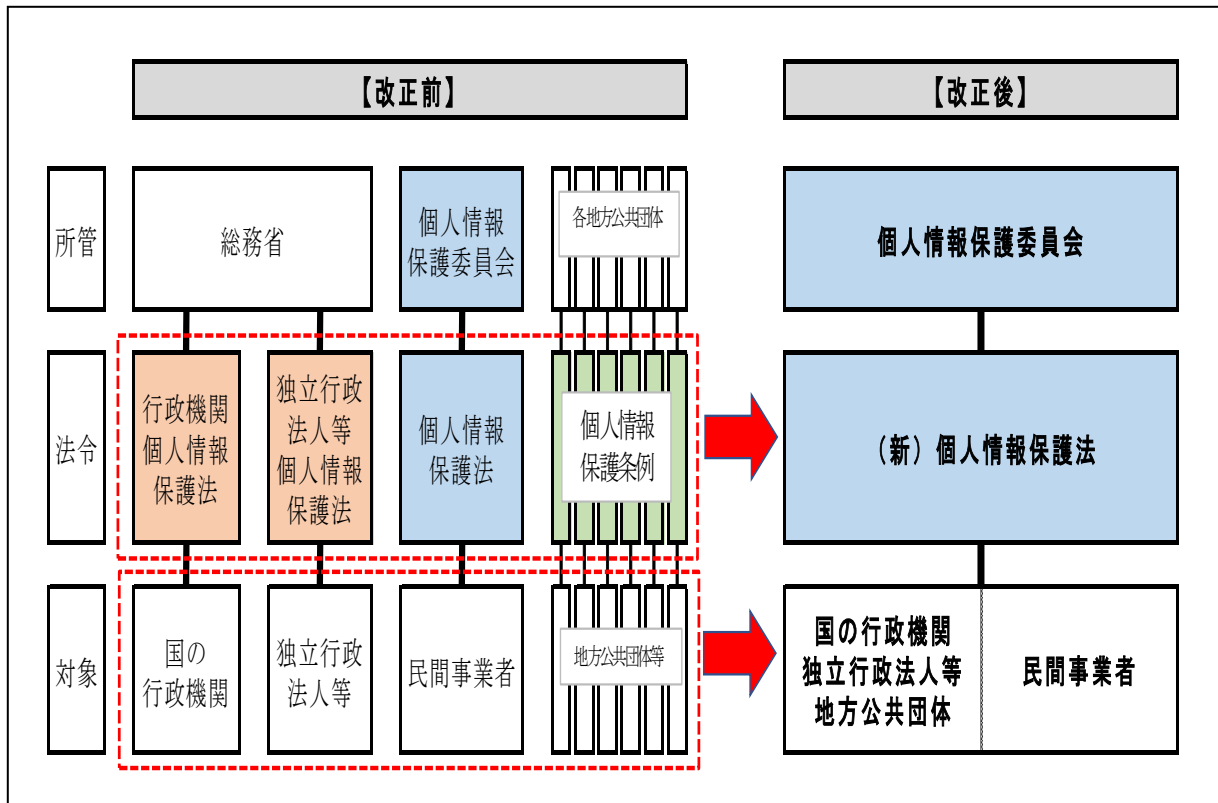 【改正前】
【改正後】
所管
総務省
個人情報
保護委員会
各地方公共団体
個人情報保護委員会
法令
行政機関
個人情報
保護法
独立行政
法人等
個人情報
保護法
個人情報
保護法
個人情報
保護条例
（新）個人情報保護法
対象
国の
行政機関
独立行政
法人等
民間事業者
地方公共団体等
国の行政機関
独立行政法人等
地方公共団体
民間事業者